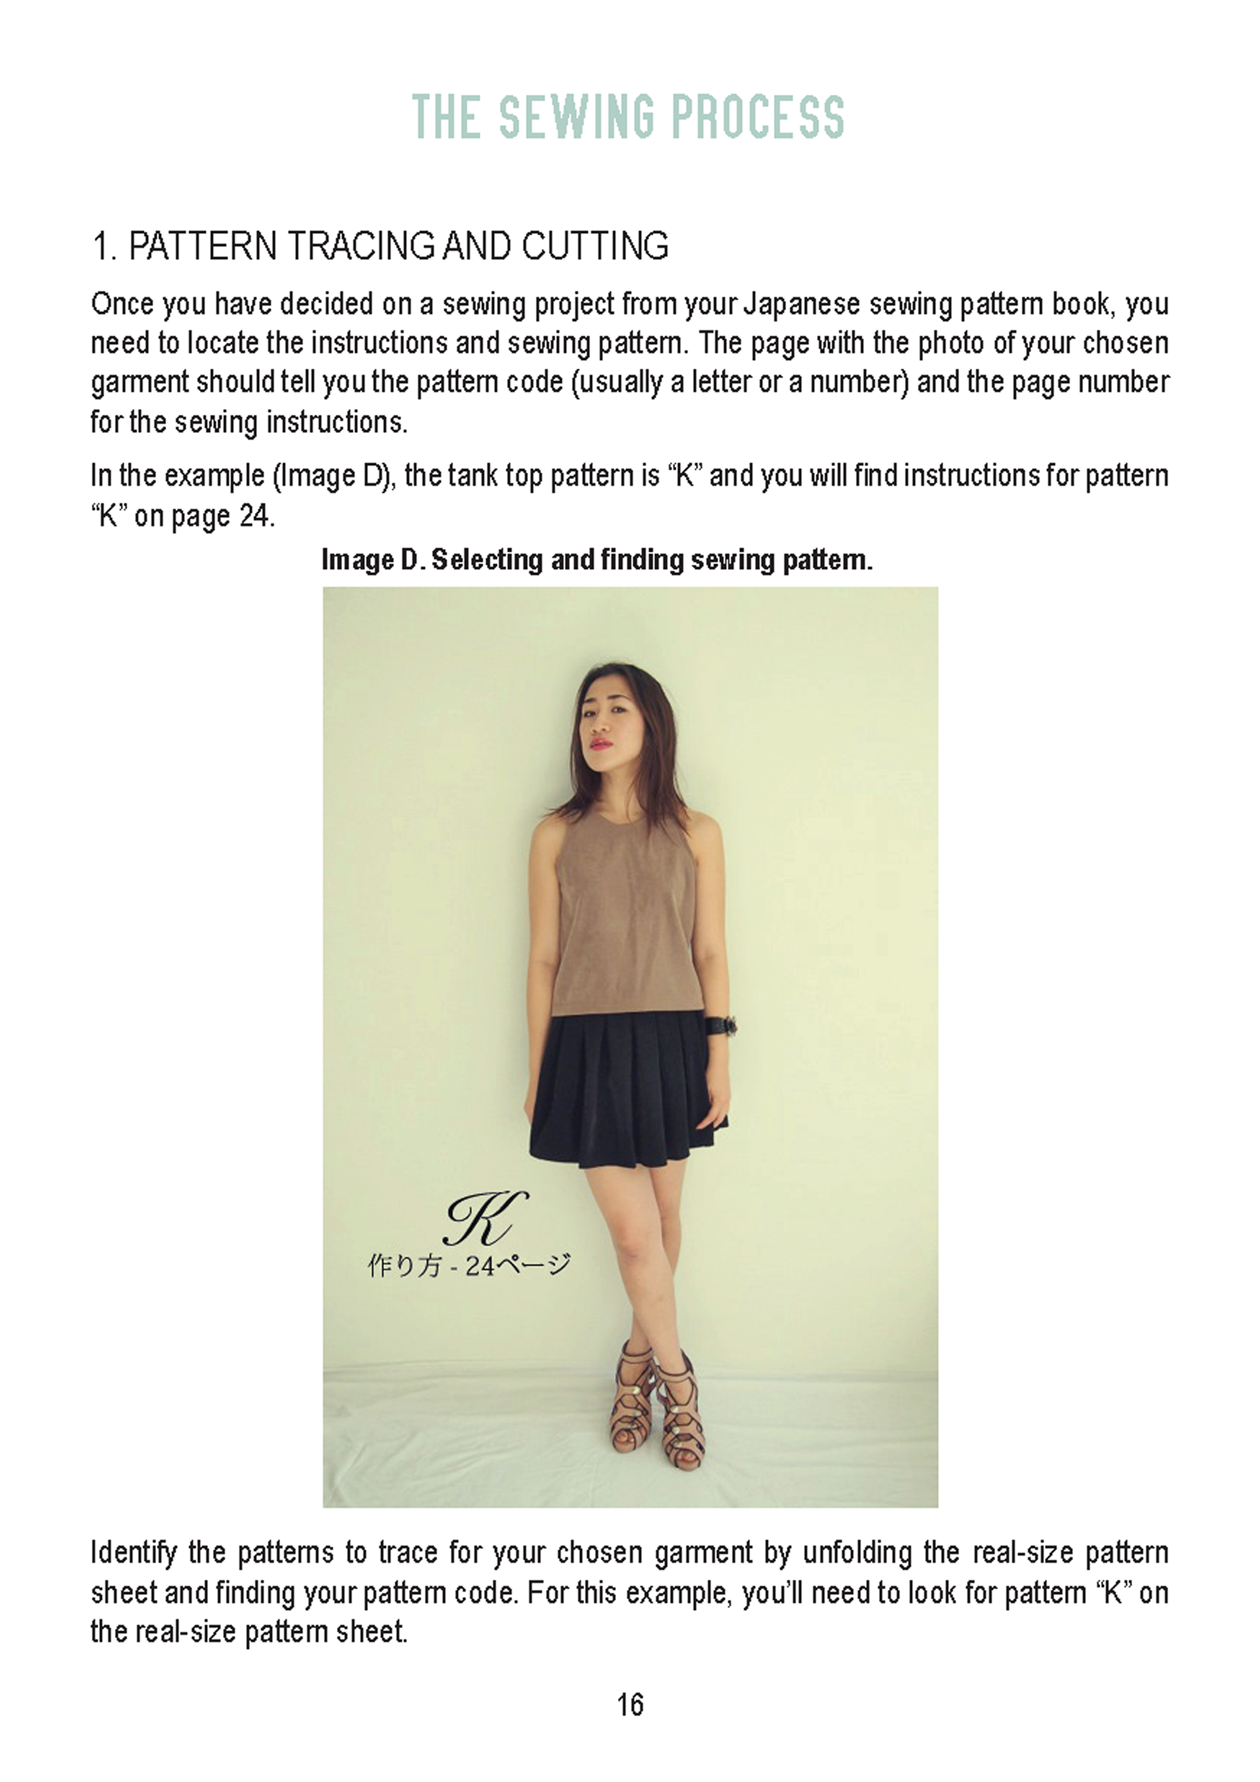 THE SEWING PROCESS
1. PATTERN TRACING AND CUTTING
Once you have decided on a sewing project from your Japanese sewing pattern book, you
need to locate the instructions and sewing pattern. The page with the photo of your chosen
garment should tell you the pattern code (usually a letter or a number) and the page number
for the sewing instructions.
In the example (Image D), the tank top pattern is “K” and you will find instructions for pattern
“K” on page 24.
Image D. Selecting and finding sewing pattern.
K
作り方 - 24ページ
Identify the patterns to trace for your chosen garment by unfolding the real-size pattern
sheet and finding your pattern code. For this example, you’ll need to look for pattern “K” on
the real-size pattern sheet.
16